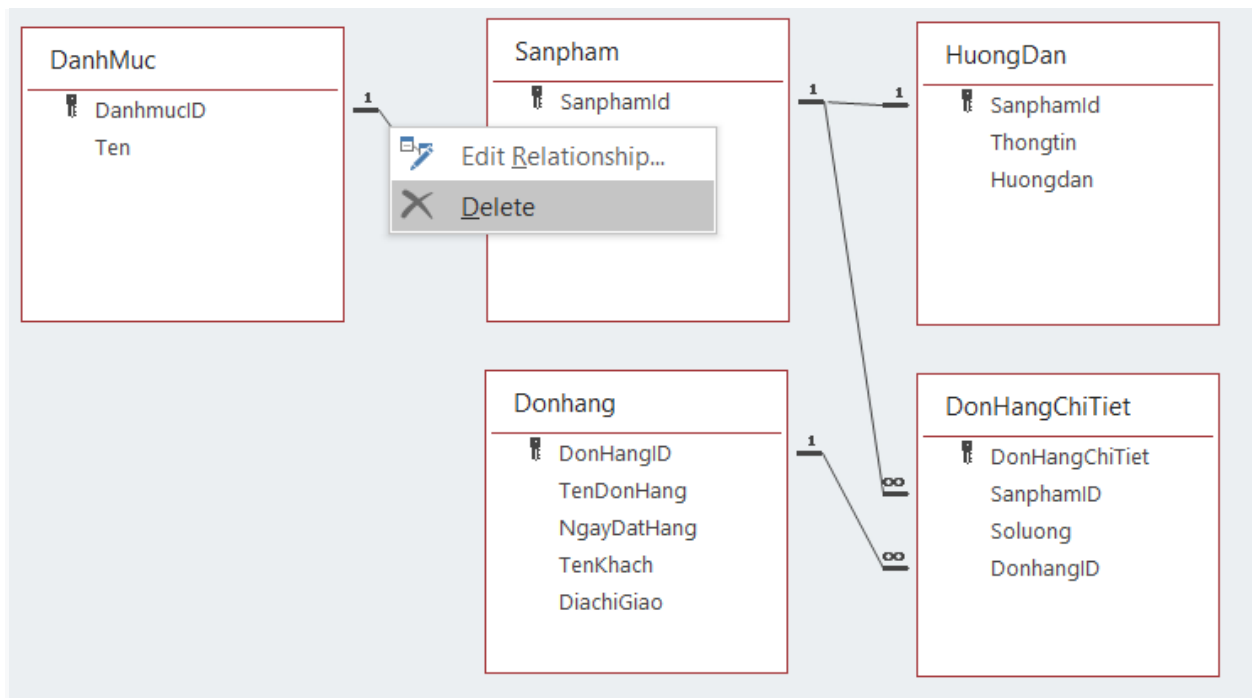 DanhMuc
DanhmucID
Ten
1
Sanpham
SanphamId
1
1
HuongDan
SanphamId
Thongtin
Huongdan
Edit Relationship...
Delete
Donhang
DonHangID
TenDonHang
NgayDatHang
TenKhach
DiachiGiao
1
∞
∞
DonHangChiTiet
DonHangChiTiet
SanphamID
Soluong
DonhangID